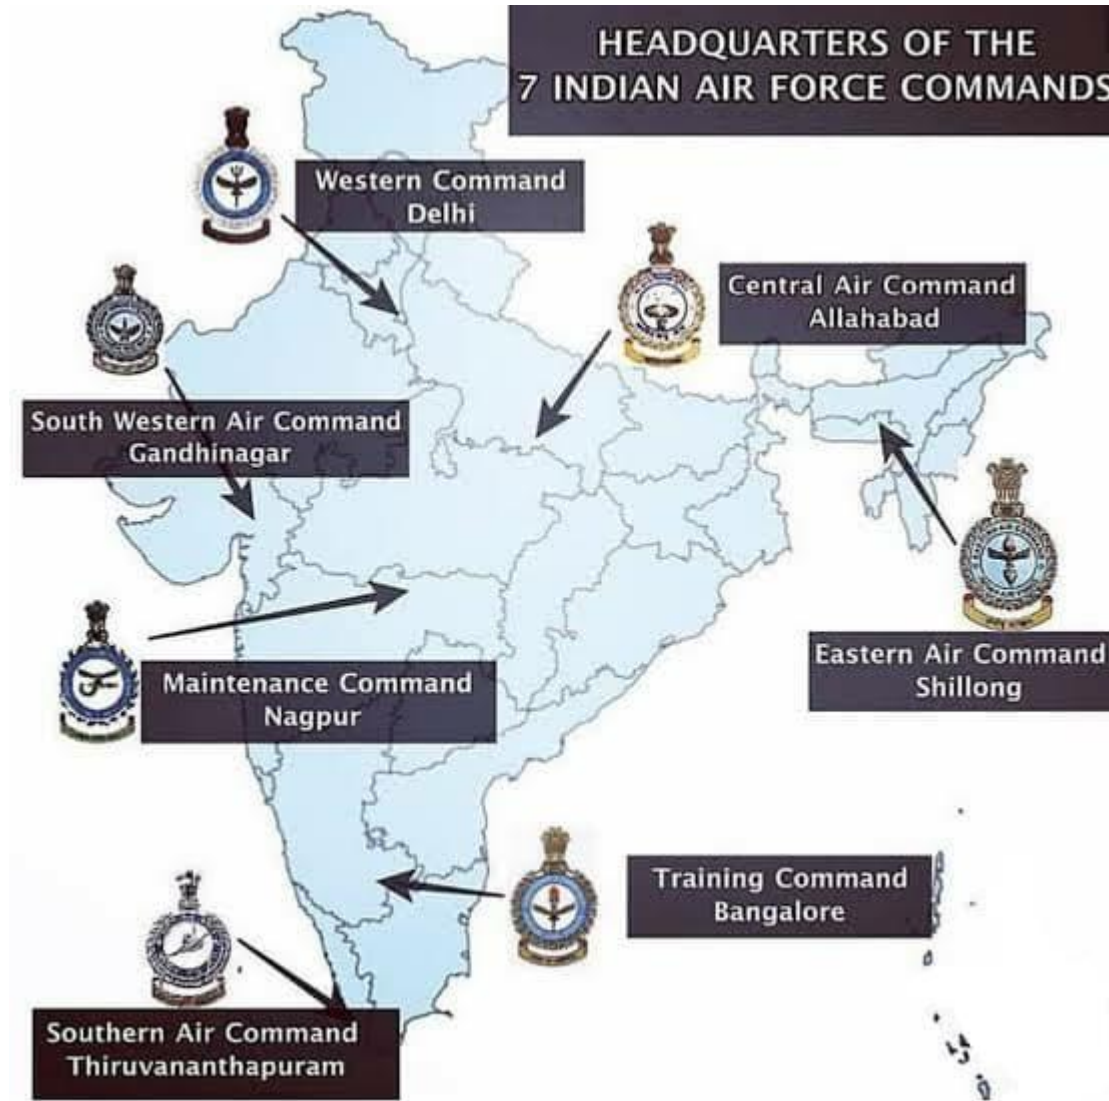 HEADQUARTERS OF THE
7 INDIAN AIR FORCE COMMANDS
Western Command
Delhi
Central Air Command
Allahabad
South Western Air Command
Gandhinagar
Eastern Air Command
Shillong
Maintenance Command
Nagpur
Training Command
Bangalore
Southern Air Command
Thiruvananthapuram